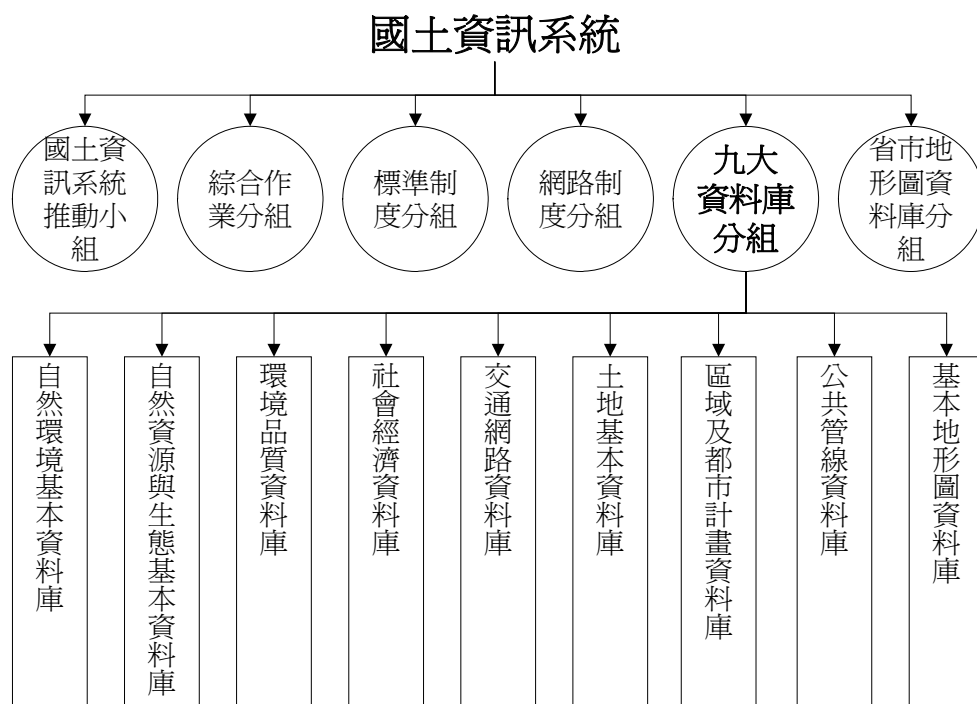 國土資訊系統
國土資
訊系統
推動小
組
綜合作
業分組
標準制
度分組
網路制
度分組
九大
資料庫
分組
省市地
形圖資
料庫分
組
自然環境基本資料庫
自然資源與生態基本資料庫
環境品質資料庫
社會經濟資料庫
交通網路資料庫
土地基本資料庫
區域及都市計畫資料庫
公共管線資料庫
基本地形圖資料庫